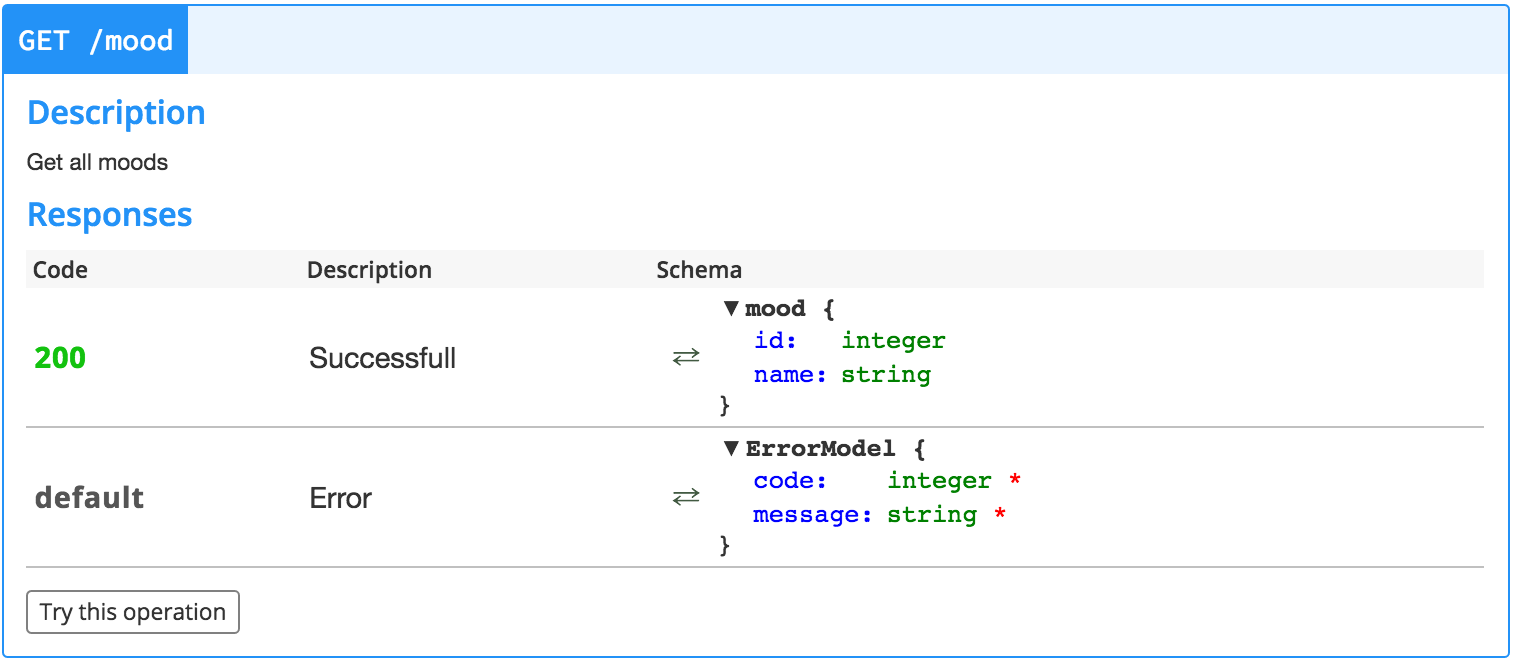 GET /mood
Description
Get all moods
Responses
Code Description Schema
▼ mood {
id: integer
200 Successfull ⇄
name: string
}
▼ ErrorModel {
code: integer *
default Error ⇄
message: string *
}
Try this operation